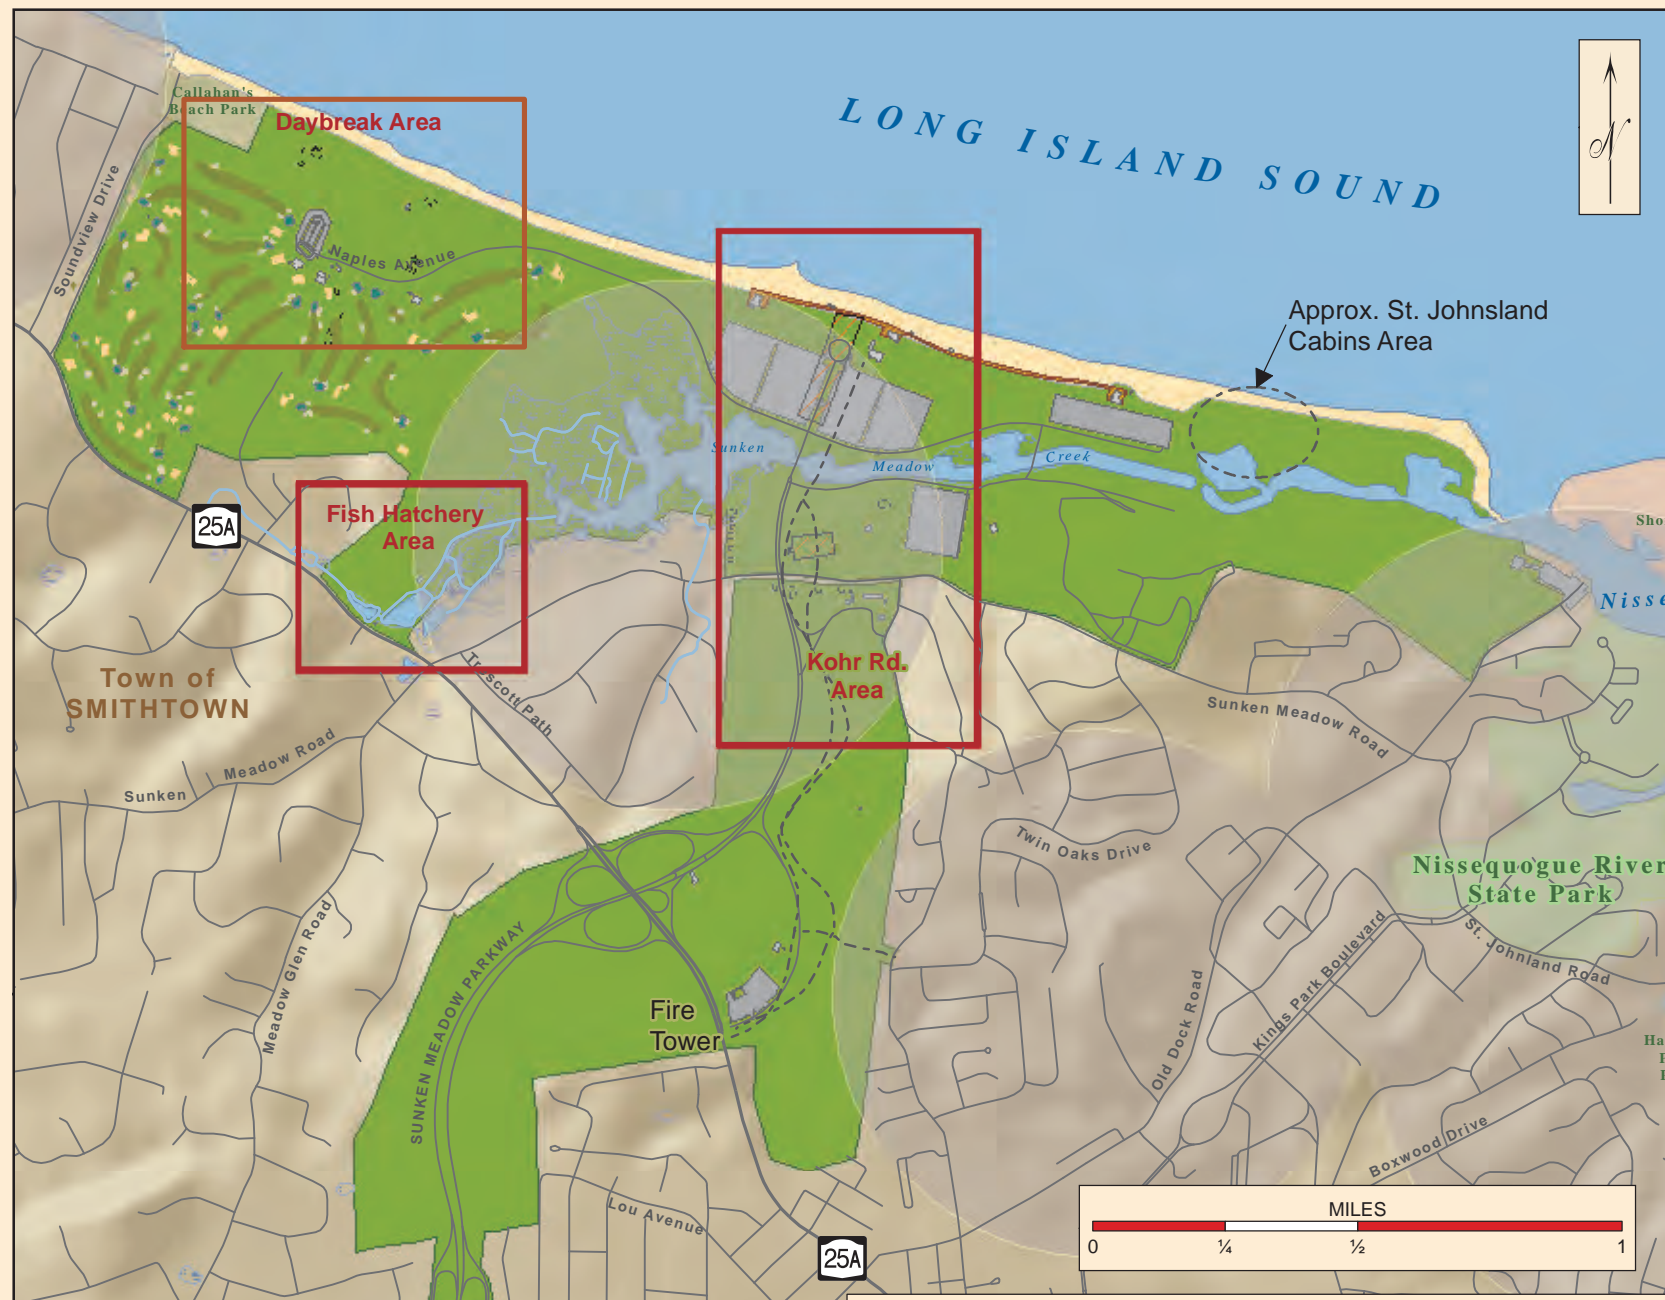 Callahan's
Beach Park
Daybreak Area
LONG ISLAND SOUND
N
Soundview Drive
Naples Avenue
Approx. St. Johnsland
Cabins Area
Sunken
Meadow
Creek
25A
Fish Hatchery
Area
Sho
Nisse
Town of
SMITHTOWN
Trescott Path
Kohr Rd.
Area
Sunken Meadow Road
Sunken
Meadow Road
Twin Oaks Drive
Nissequogue River
State Park
Meadow Glen Road
SUNKEN MEADOW PARKWAY
Kings Park Boulevard
St. Johnland Road
Fire
Tower
Old Dock Road
Ha
Boxwood Drive
Lou Avenue
25A
MILES
0 ¼ ½ 1